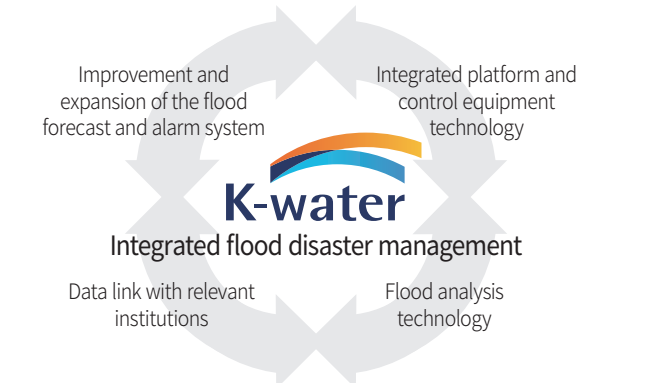 Improvement and
expansion of the flood
forecast and alarm system
Integrated platform and
control equipment
technology
K-water
Integrated flood disaster management
Data link with relevant
institutions
Flood analysis
technology